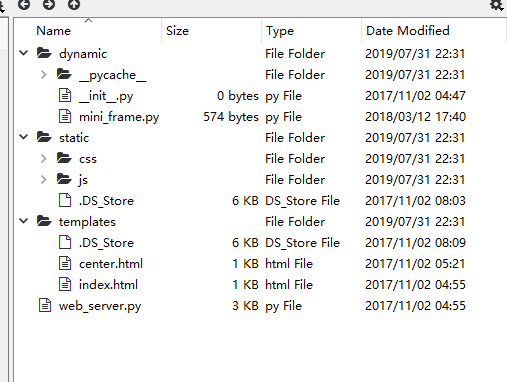 Name Size Type Date Modified
dynamic File Folder 2019/07/31 22:31
__pycache__ File Folder 2019/07/31 22:31
__init__.py 0 bytes py File 2017/11/02 04:47
mini_frame.py 574 bytes py File 2018/03/12 17:40
static File Folder 2019/07/31 22:31
css File Folder 2019/07/31 22:31
js File Folder 2019/07/31 22:31
.DS_Store 6 KB DS_Store File 2017/11/02 08:03
templates File Folder 2019/07/31 22:31
.DS_Store 6 KB DS_Store File 2017/11/02 08:09
center.html 1 KB html File 2017/11/02 05:21
index.html 1 KB html File 2017/11/02 04:55
web_server.py 3 KB py File 2017/11/02 04:55